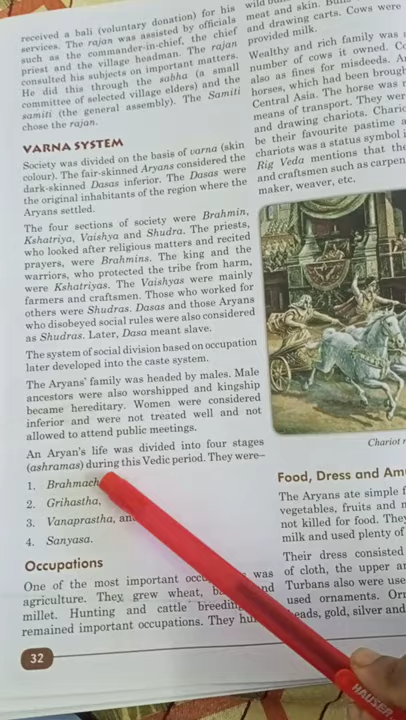 received a bali (voluntary donation) for his
services. The rajan was assisted by officials
such as the commander-in-chief, the chief
priest and the village headman. The rajan
consulted his subjects on important matters.
He did this through the sabha (a small
committee of selected village elders) and the
samiti (the general assembly). The Samiti
chose the rajan.
VARNA SYSTEM
Society was divided on the basis of varna (skin
colour). The fair-skinned Aryans considered the
dark-skinned Dasas inferior. The Dasas were
the original inhabitants of the region where the
Aryans settled.
The four sections of society were Brahmin,
Kshatriya, Vaishya and Shudra. The priests,
who looked after religious matters and recited
prayers, were Brahmins. The king and the
warriors, who protected the tribe from harm,
were Kshatriyas. The Vaishyas were mainly
farmers and craftsmen. Those who worked for
others were Shudras. Dasas and those Aryans
who disobeyed social rules were also considered
as Shudras. Later, Dasa meant slave.
The system of social division based on occupation
later developed into the caste system.
The Aryans' family was headed by males. Male
ancestors were also worshipped and kingship
became hereditary. Women were considered
inferior and were not treated well and not
allowed to attend public meetings.
An Aryan's life was divided into four stages
(ashramas) during this Vedic period. They were–
1. Brahmach
2. Grihastha,
3. Vanaprastha, an
4. Sanyasa.
Occupations
One of the most important was
agriculture. They grew wheat, and
millet. Hunting and cattle breedin
remained important occupations. They hu
32
wild
meat and skin.
and drawing carts. Cows were
provided milk.
Wealthy and rich family was
number of cows it owned.
also as fines for misdeeds.
horses, which had been brough
Central Asia. The horse was
means of transport. They wer
and drawing chariots. Chario
be their favourite pastime
chariots was a status symbol
Rig Veda mentions that the
and craftsmen such as carpen
maker, weaver, etc.
Chariot
Food, Dress and Am
The Aryans ate simple f
vegetables, fruits and
not killed for food. They
milk and used plenty of
Their dress consisted
of cloth, the upper
Turbans also were use
used ornaments. Orn
eads, gold, silver and
HAUSER